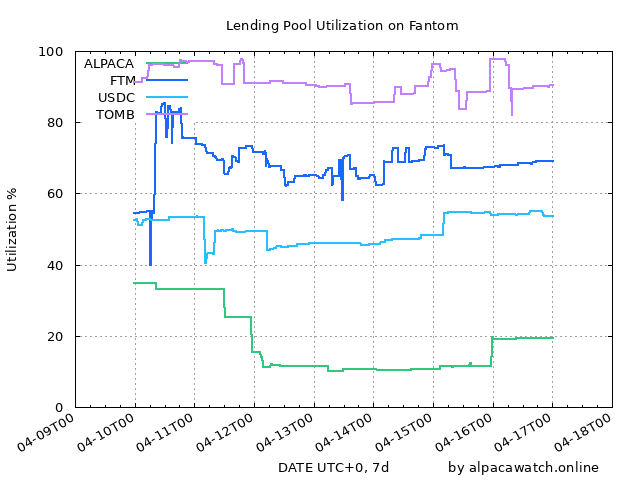 Lending Pool Utilization on Fantom
Utilization %
100
80
60
40
20
0
ALPACA
FTM
USDC
TOMB
04-09T00
04-10T00
04-11T00
04-12T00
04-13T00
04-14T00
04-15T00
04-16T00
04-17T00
04-18T00
DATE UTC+0, 7d
by alpacawatch.online